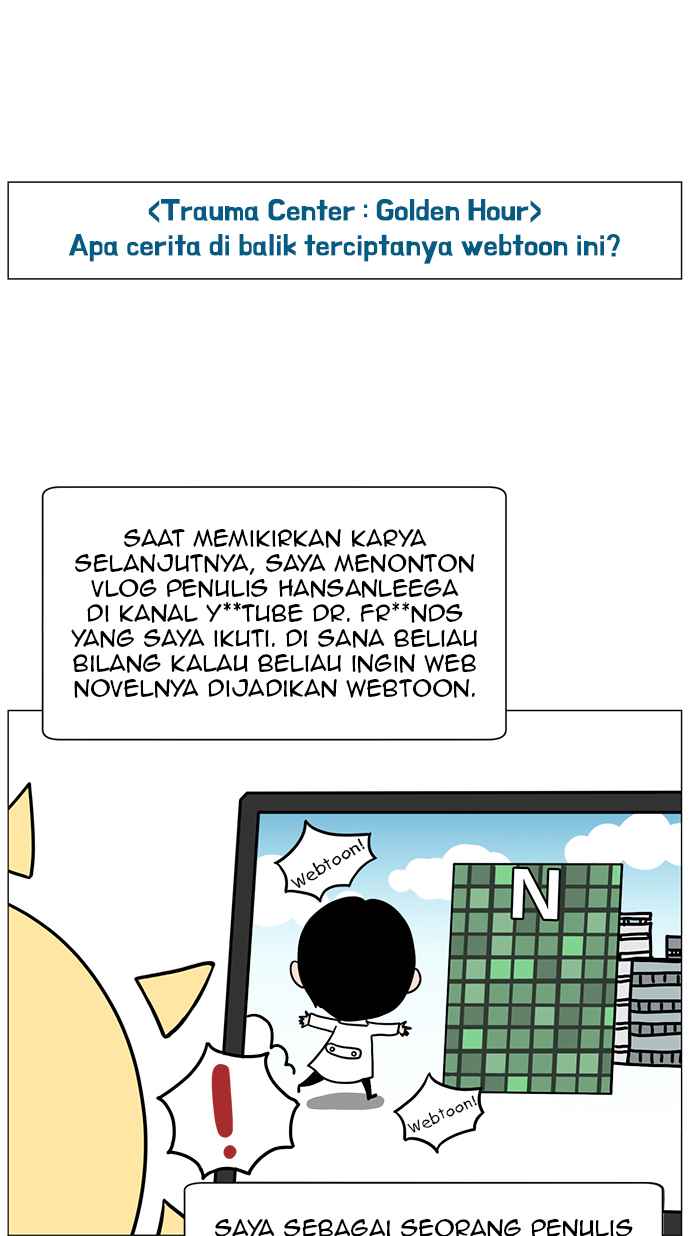 <Trauma Center : Golden Hour>
Apa cerita di balik terciptanya webtoon ini?
SAAT MEMIKIRKAN KARYA
SELANJUTNYA, SAYA MENONTON
VLOG PENULIS HANSANLEEGA
DI KANAL Y**TUBE DR. FR**NDS
YANG SAYA IKUTI. DI SANA BELIAU
BILANG KALAU BELIAU INGIN WEB
NOVELNYA DIJADIKAN WEBTOON.
Webtoon!
N
!
Webtoon!
SAYA SEBAGAI SEORANG PENULIS